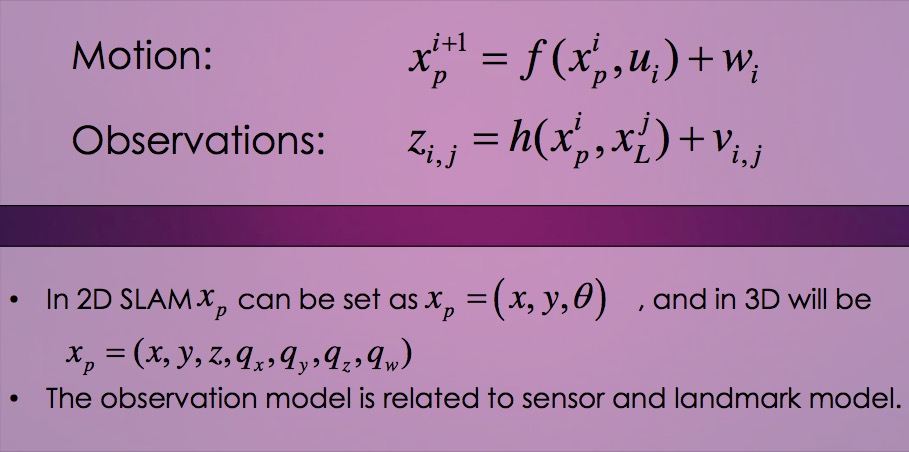 Motion: $x_p^{i+1} = f(x_p^i, u_i) + w_i$
Observations: $z_{i,j} = h(x_p^i, x_L^j) + v_{i,j}$
• In 2D SLAM $x_p$ can be set as $x_p = (x, y, \theta)$ , and in 3D will be
$x_p = (x, y, z, q_x, q_y, q_z, q_w)$
• The observation model is related to sensor and landmark model.